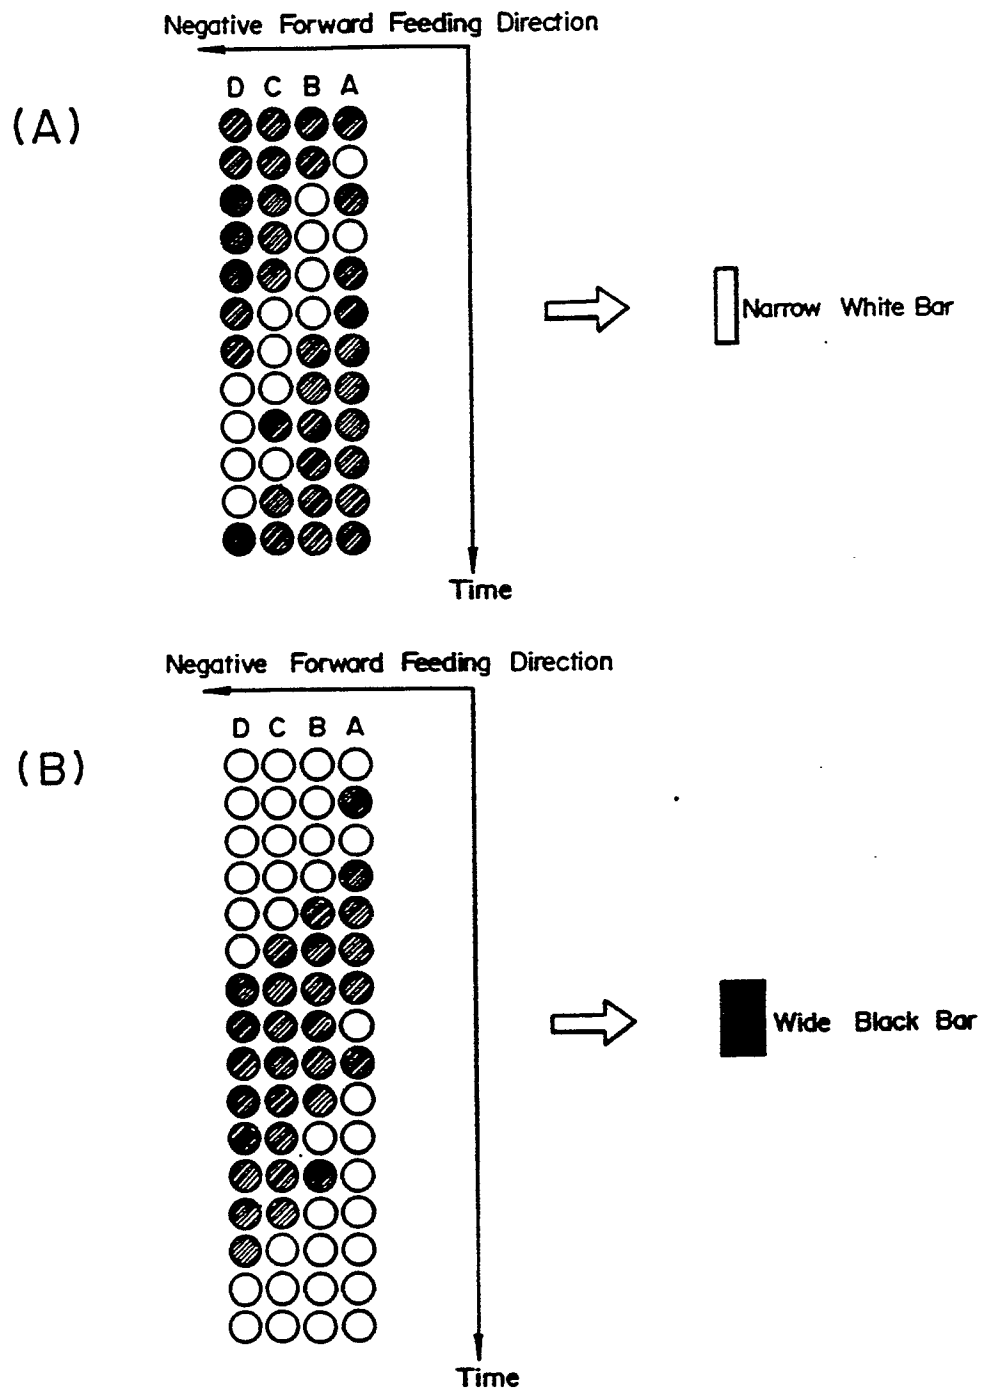 Negative Forward Feeding Direction
(A)
D C B A
Narrow White Bar
Time
Negative Forward Feeding Direction
(B)
D C B A
Wide Black Bar
Time